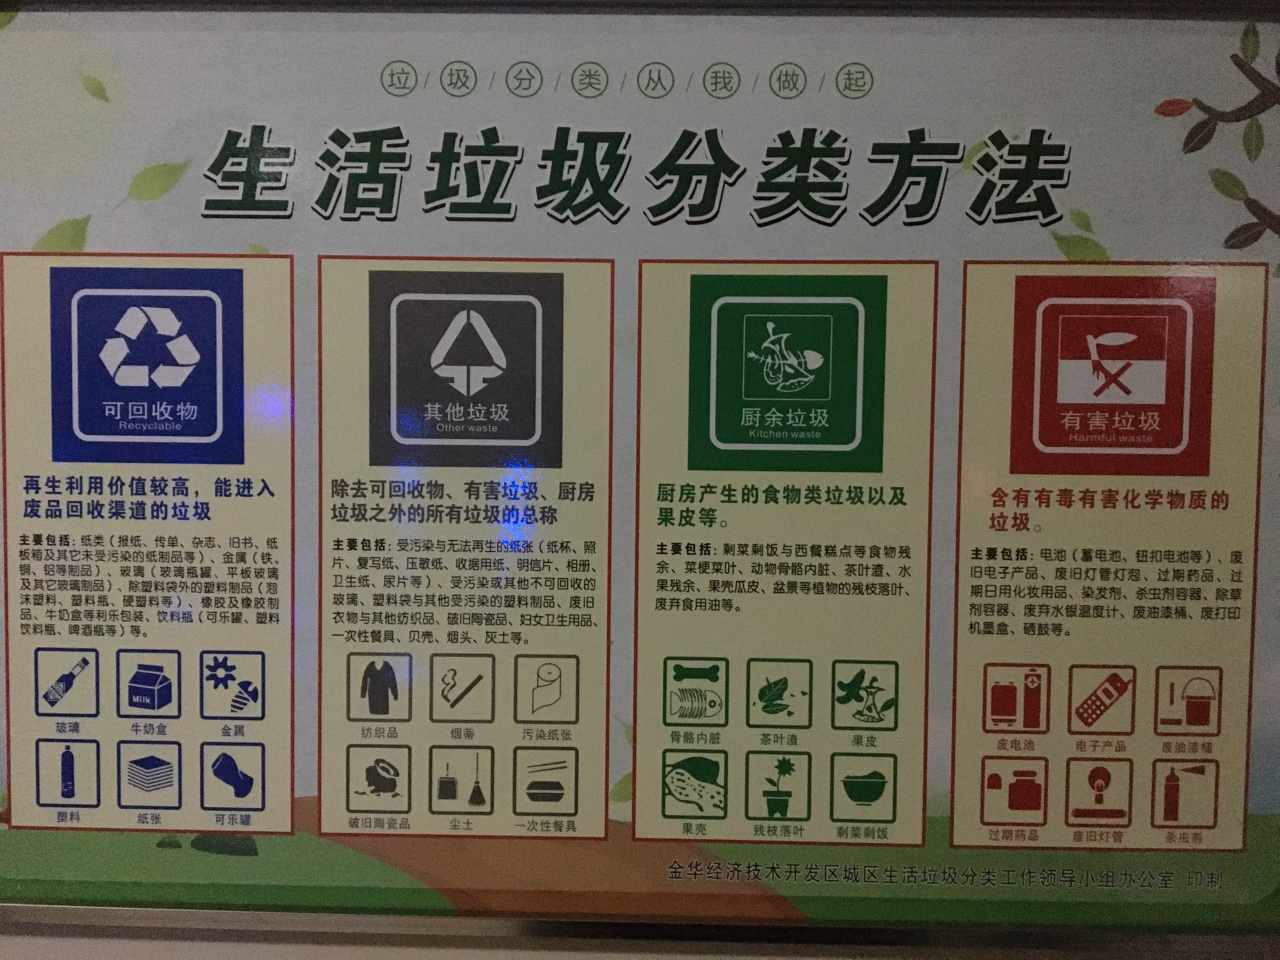 垃/圾/分/类/从/我/做/起
生活垃圾分类方法
可回收物
Recyclable
再生利用价值较高，能进入
废品回收渠道的垃圾
主要包括：纸类（报纸、传单、杂志、旧书、纸
板箱及其它未受污染的纸制品等）、金属（铁、
铜、铝等制品）、玻璃（玻璃瓶罐、平板玻璃
及其它玻璃制品）、除塑料袋外的塑料制品（泡
沫塑料、塑料瓶、硬塑料等）、橡胶及橡胶制
品、牛奶盒等利乐包装、饮料瓶（可乐罐、塑料
饮料瓶、啤酒瓶等）等。
Milk
玻璃 牛奶盒 金属
塑料 纸张 可乐罐
其他垃圾
Other waste
除去可回收物、有害垃圾、厨房
垃圾之外的所有垃圾的总称
主要包括：受污染与无法再生的纸张（纸杯、照
片、复写纸、压敏纸、收据用纸、明信片、相册、
卫生纸、尿片等）、受污染或其他不可回收的
玻璃、塑料袋与其他受污染的塑料制品、废旧
衣物与其他纺织品、破旧陶瓷品、妇女卫生用品、
一次性餐具、贝壳、烟头、灰土等。
纺织品 烟蒂 污染纸张
破旧陶瓷品 尘土 一次性餐具
厨余垃圾
Kitchen waste
厨房产生的食物类垃圾以及
果皮等。
主要包括：剩菜剩饭与西餐糕点等食物残
余、菜梗菜叶、动物骨骼内脏、茶叶渣、水
果残余、果壳瓜皮、盆景等植物的残枝落叶、
废弃食用油等。
骨骼内脏 茶叶渣 果皮
果壳 残枝落叶 剩菜剩饭
有害垃圾
Harmful waste
含有有毒有害化学物质的
垃圾。
主要包括：电池（蓄电池、钮扣电池等）、废
旧电子产品、废旧灯管灯泡、过期药品、过
期日用化妆用品、染发剂、杀虫剂容器、除草
剂容器、废弃水银温度计、废油漆桶、废打印
机墨盒、硒鼓等。
废电池 电子产品 废油漆桶
过期药品 废旧灯管 杀虫剂
金华经济技术开发区城区生活垃圾分类工作领导小组办公室 印制